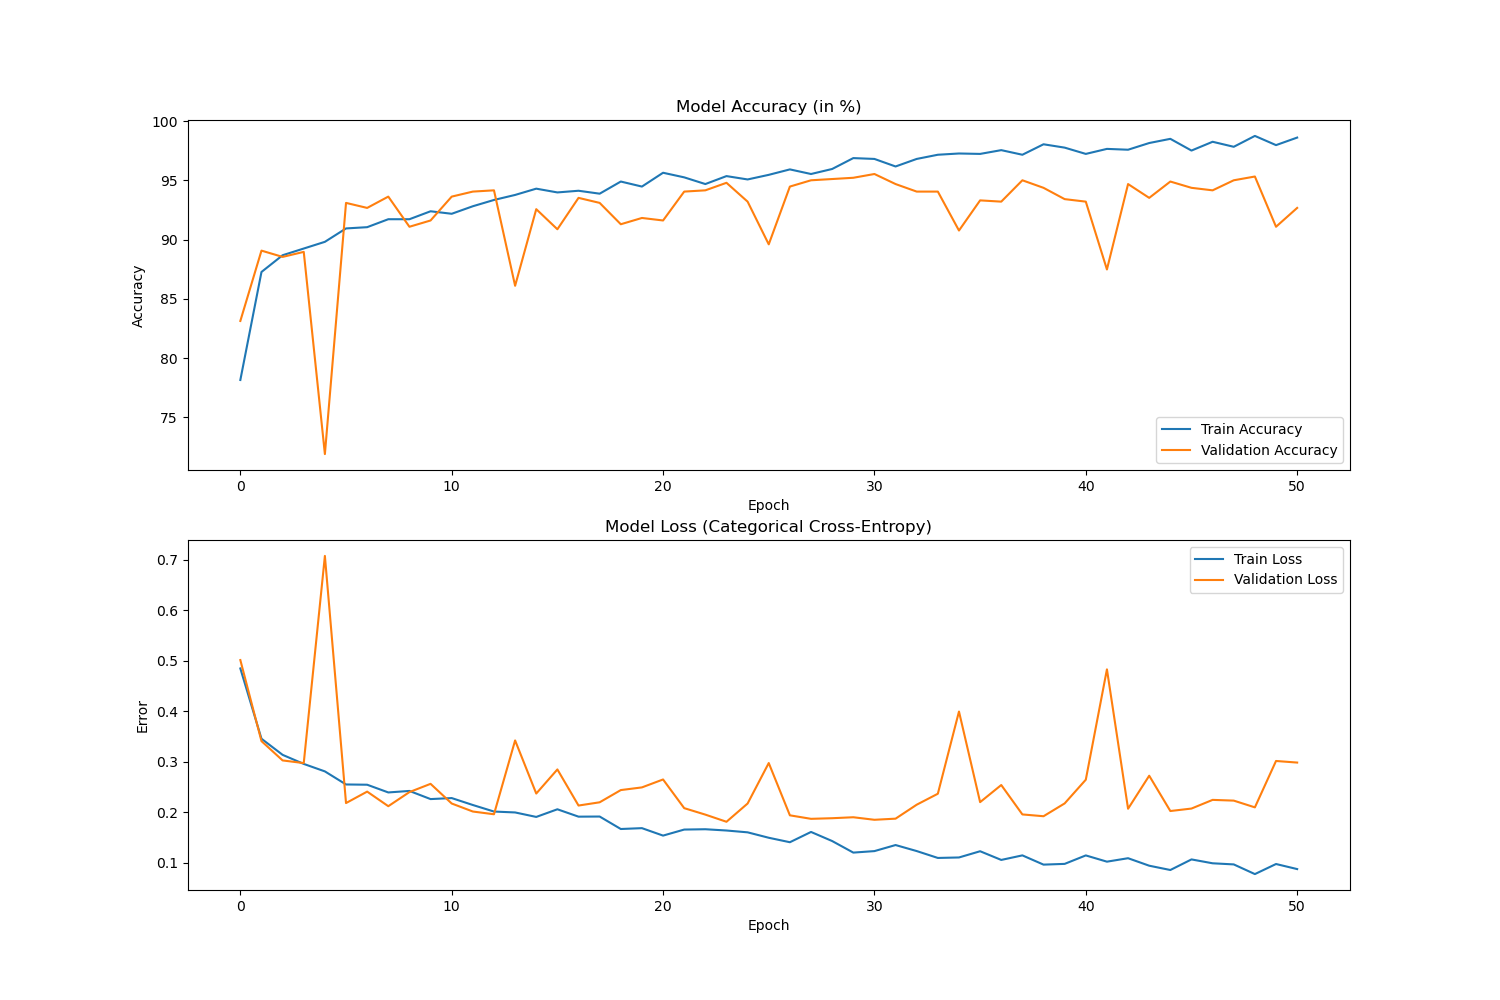 Model Accuracy (in %)
100
95
90
85
80
75
Accuracy
Train Accuracy
Validation Accuracy
0 10 20 30 40 50
Epoch
Model Loss (Categorical Cross-Entropy)
0.7
0.6
0.5
0.4
0.3
0.2
0.1
Error
Train Loss
Validation Loss
0 10 20 30 40 50
Epoch